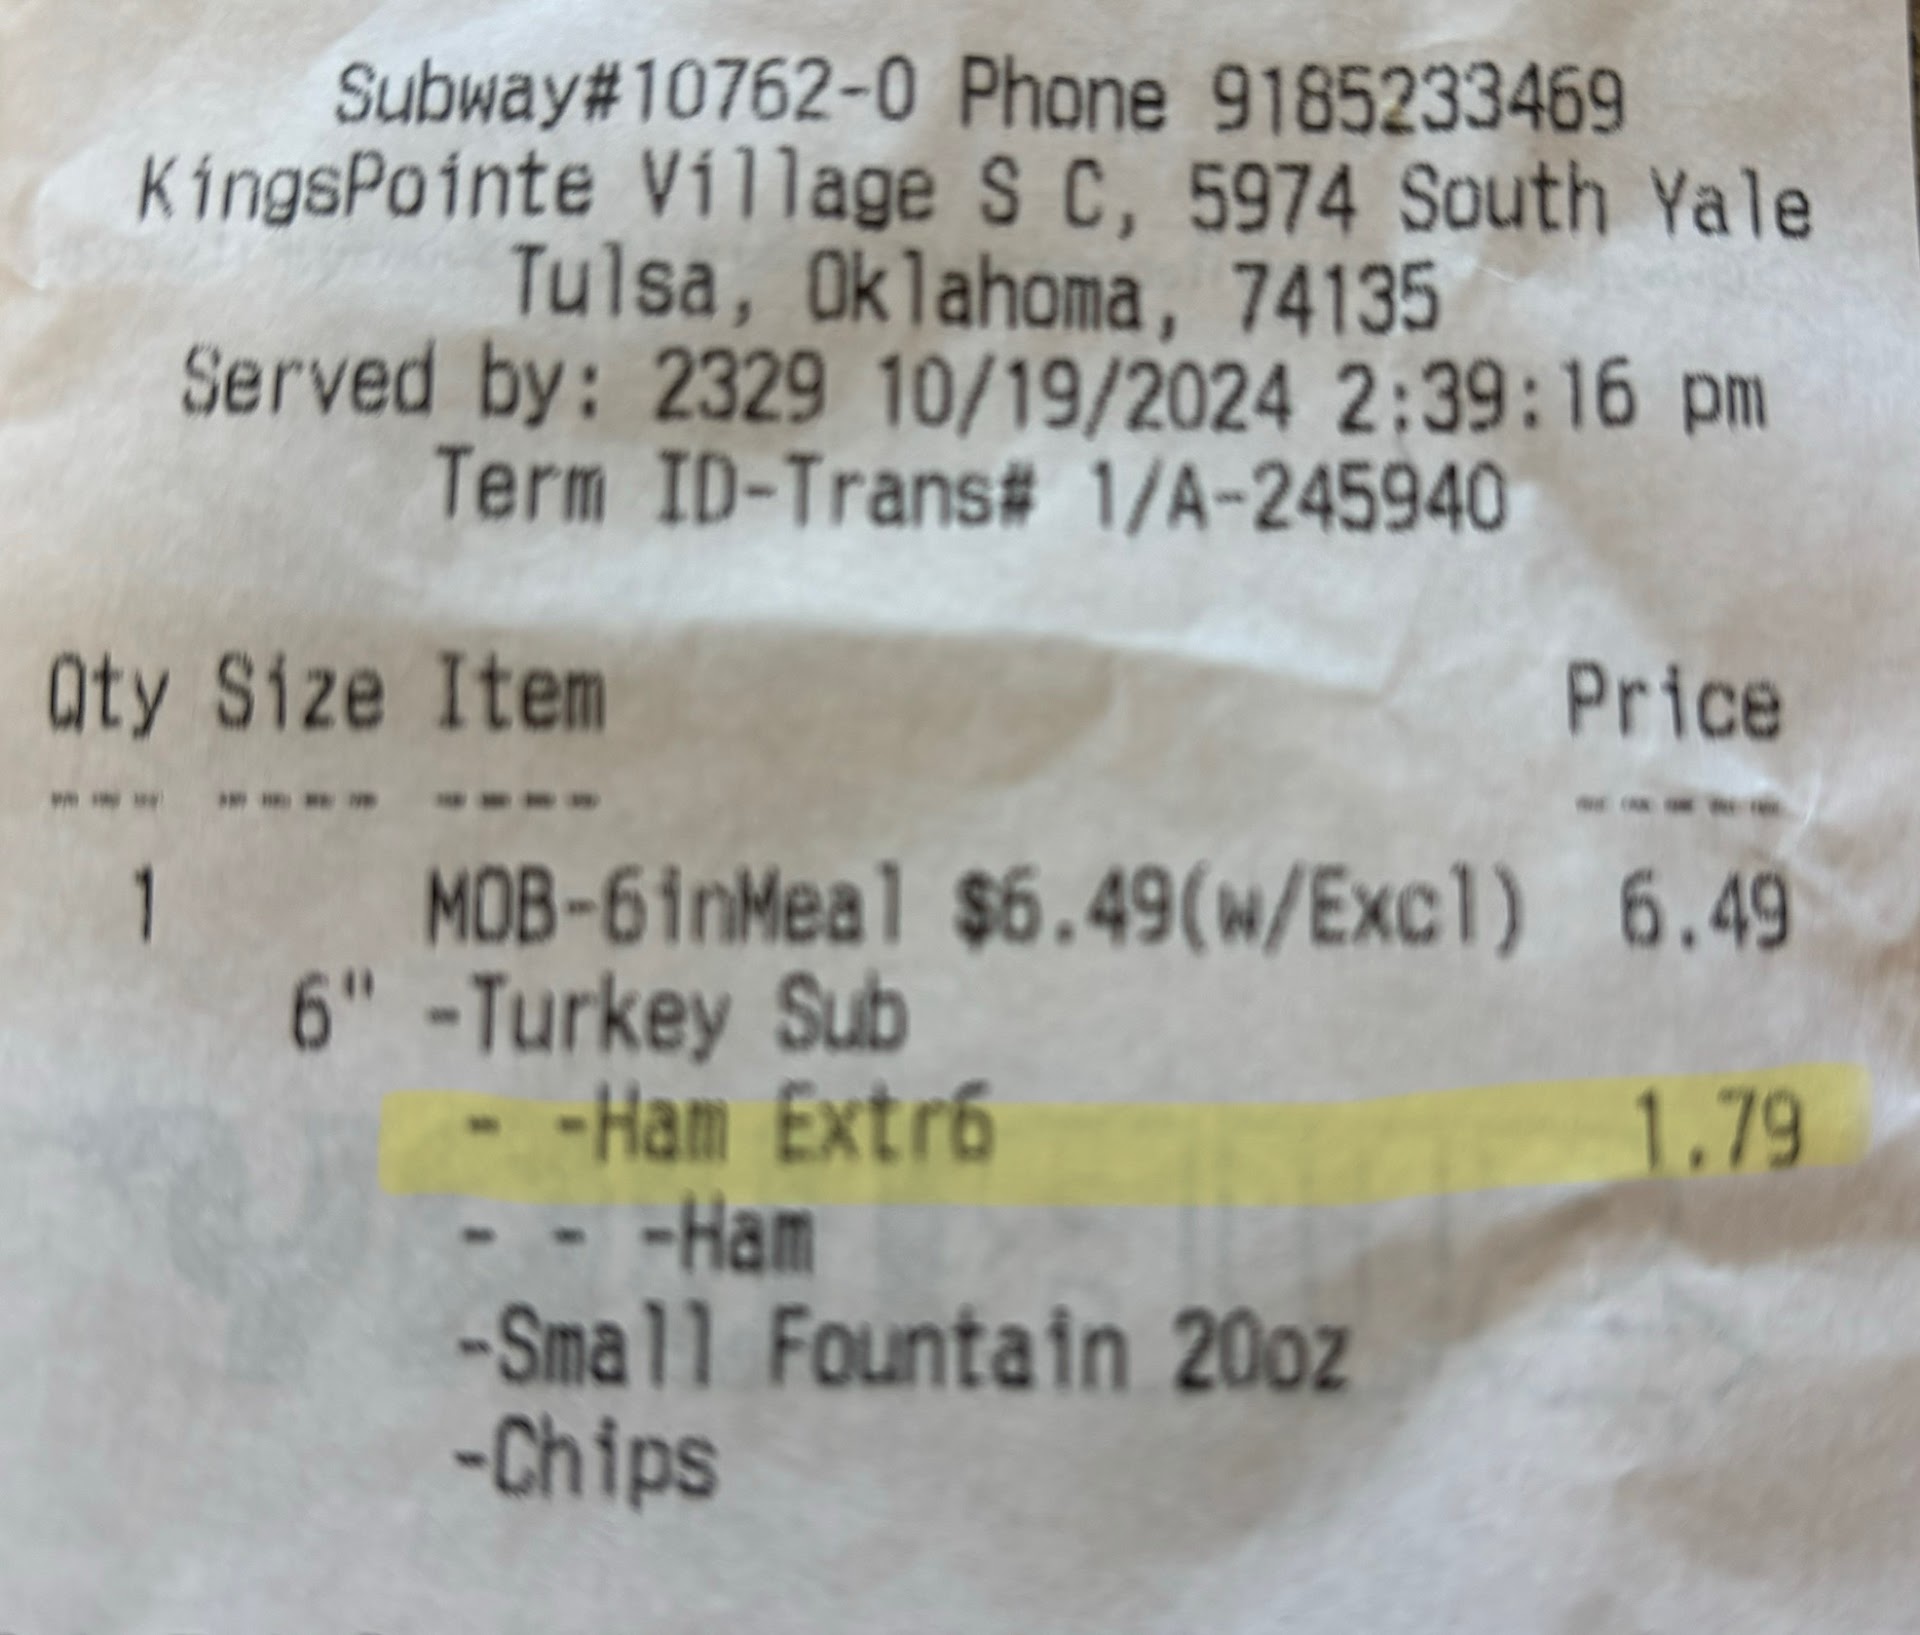 Subway#10762-0 Phone 9185233469
KingsPointe Village S C, 5974 South Yale
Tulsa, Oklahoma, 74135
Served by: 2329 10/19/2024 2:39:16 pm
Term ID-Trans# 1/A-245940
Qty Size Item Price
--- ---- ---- -----
1 MOB-6inMeal $6.49(w/Excl) 6.49
6" -Turkey Sub
- -Ham Extr6 1.79
- - -Ham
-Small Fountain 20oz
-Chips